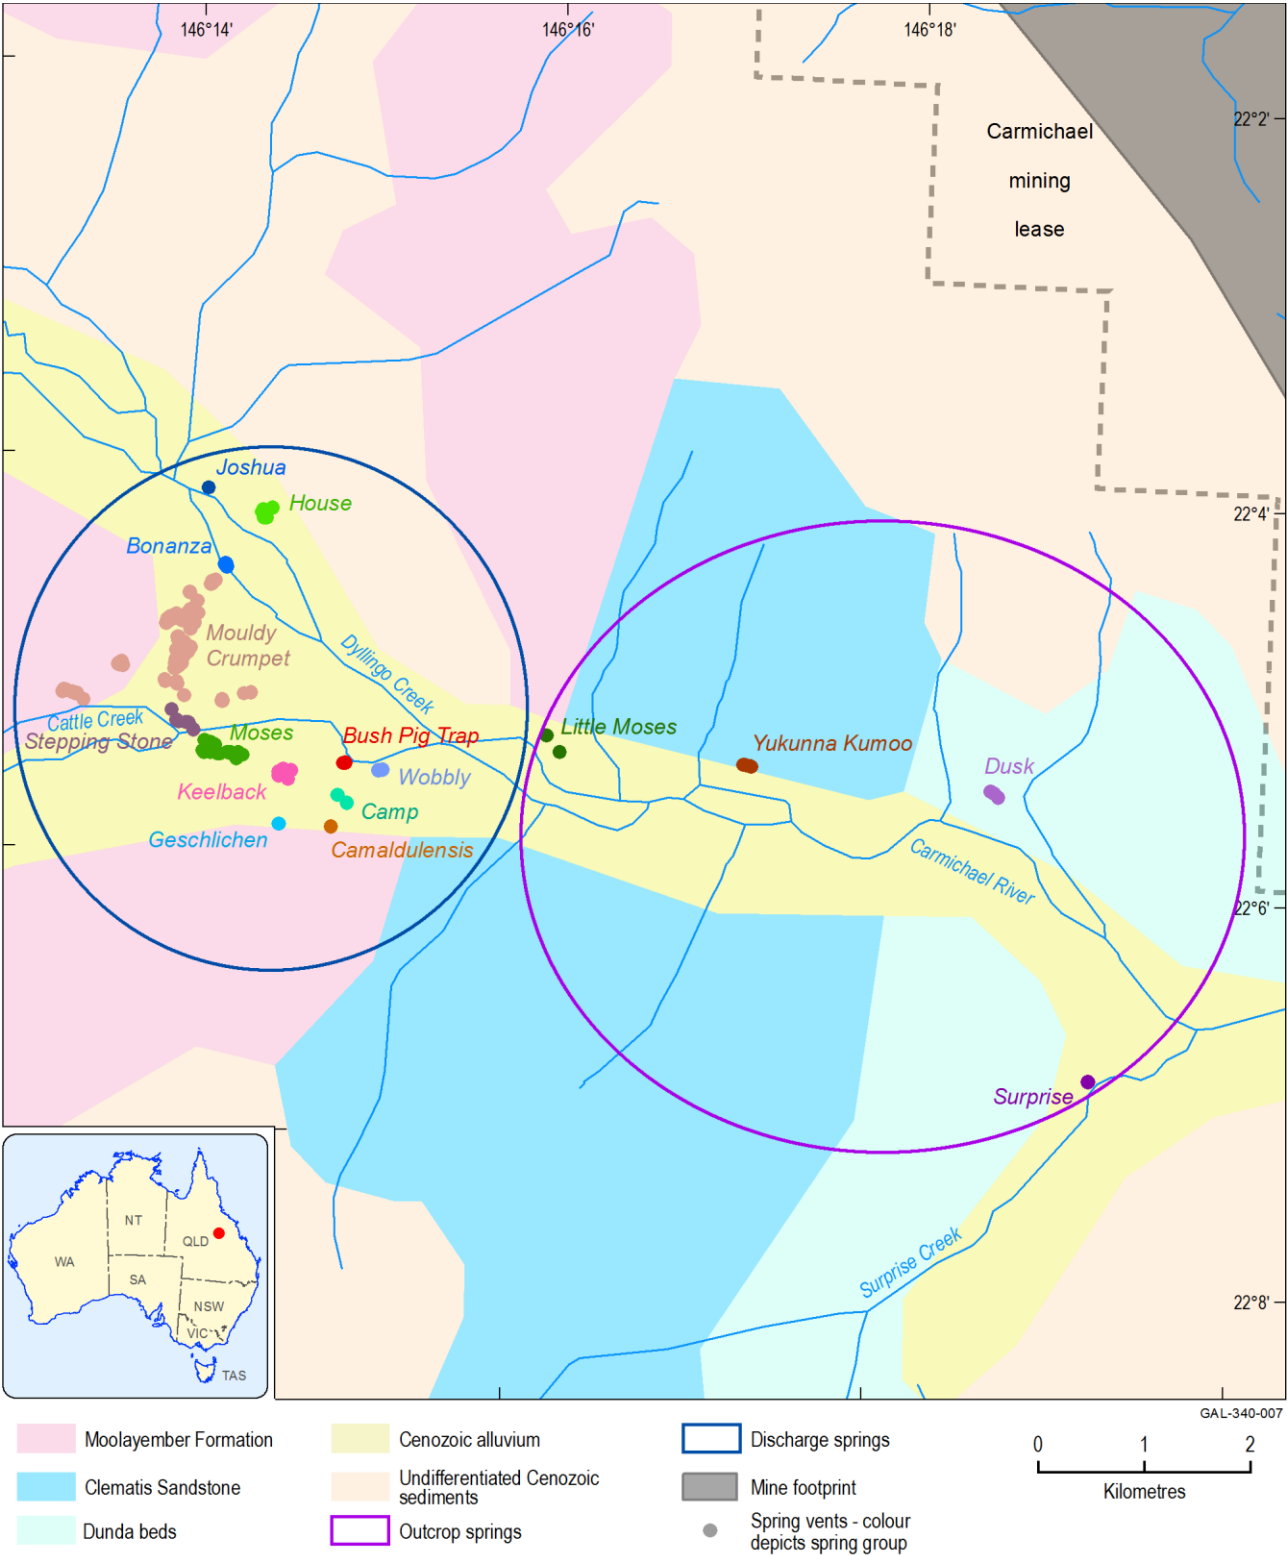 146°14'
146°16'
146°18'
22°2'
Carmichael
mining
lease
Joshua
House
22°4'
Bonanza
Mouldy
Crumpet
Dyllingo Creek
Cattle Creek
Stepping Stone
Moses
Bush Pig Trap
Little Moses
Yukunna Kumoo
Dusk
Wobbly
Keelback
Camp
Geschlichen
Camaldulensis
Carmichael River
22°6'
Surprise
Surprise Creek
22°8'
NT
QLD
WA
SA
NSW
VIC
TAS
GAL-340-007
Moolayember Formation
Clematis Sandstone
Dunda beds
Cenozoic alluvium
Undifferentiated Cenozoic
sediments
Outcrop springs
Discharge springs
Mine footprint
Spring vents - colour
depicts spring group
0 1 2
Kilometres